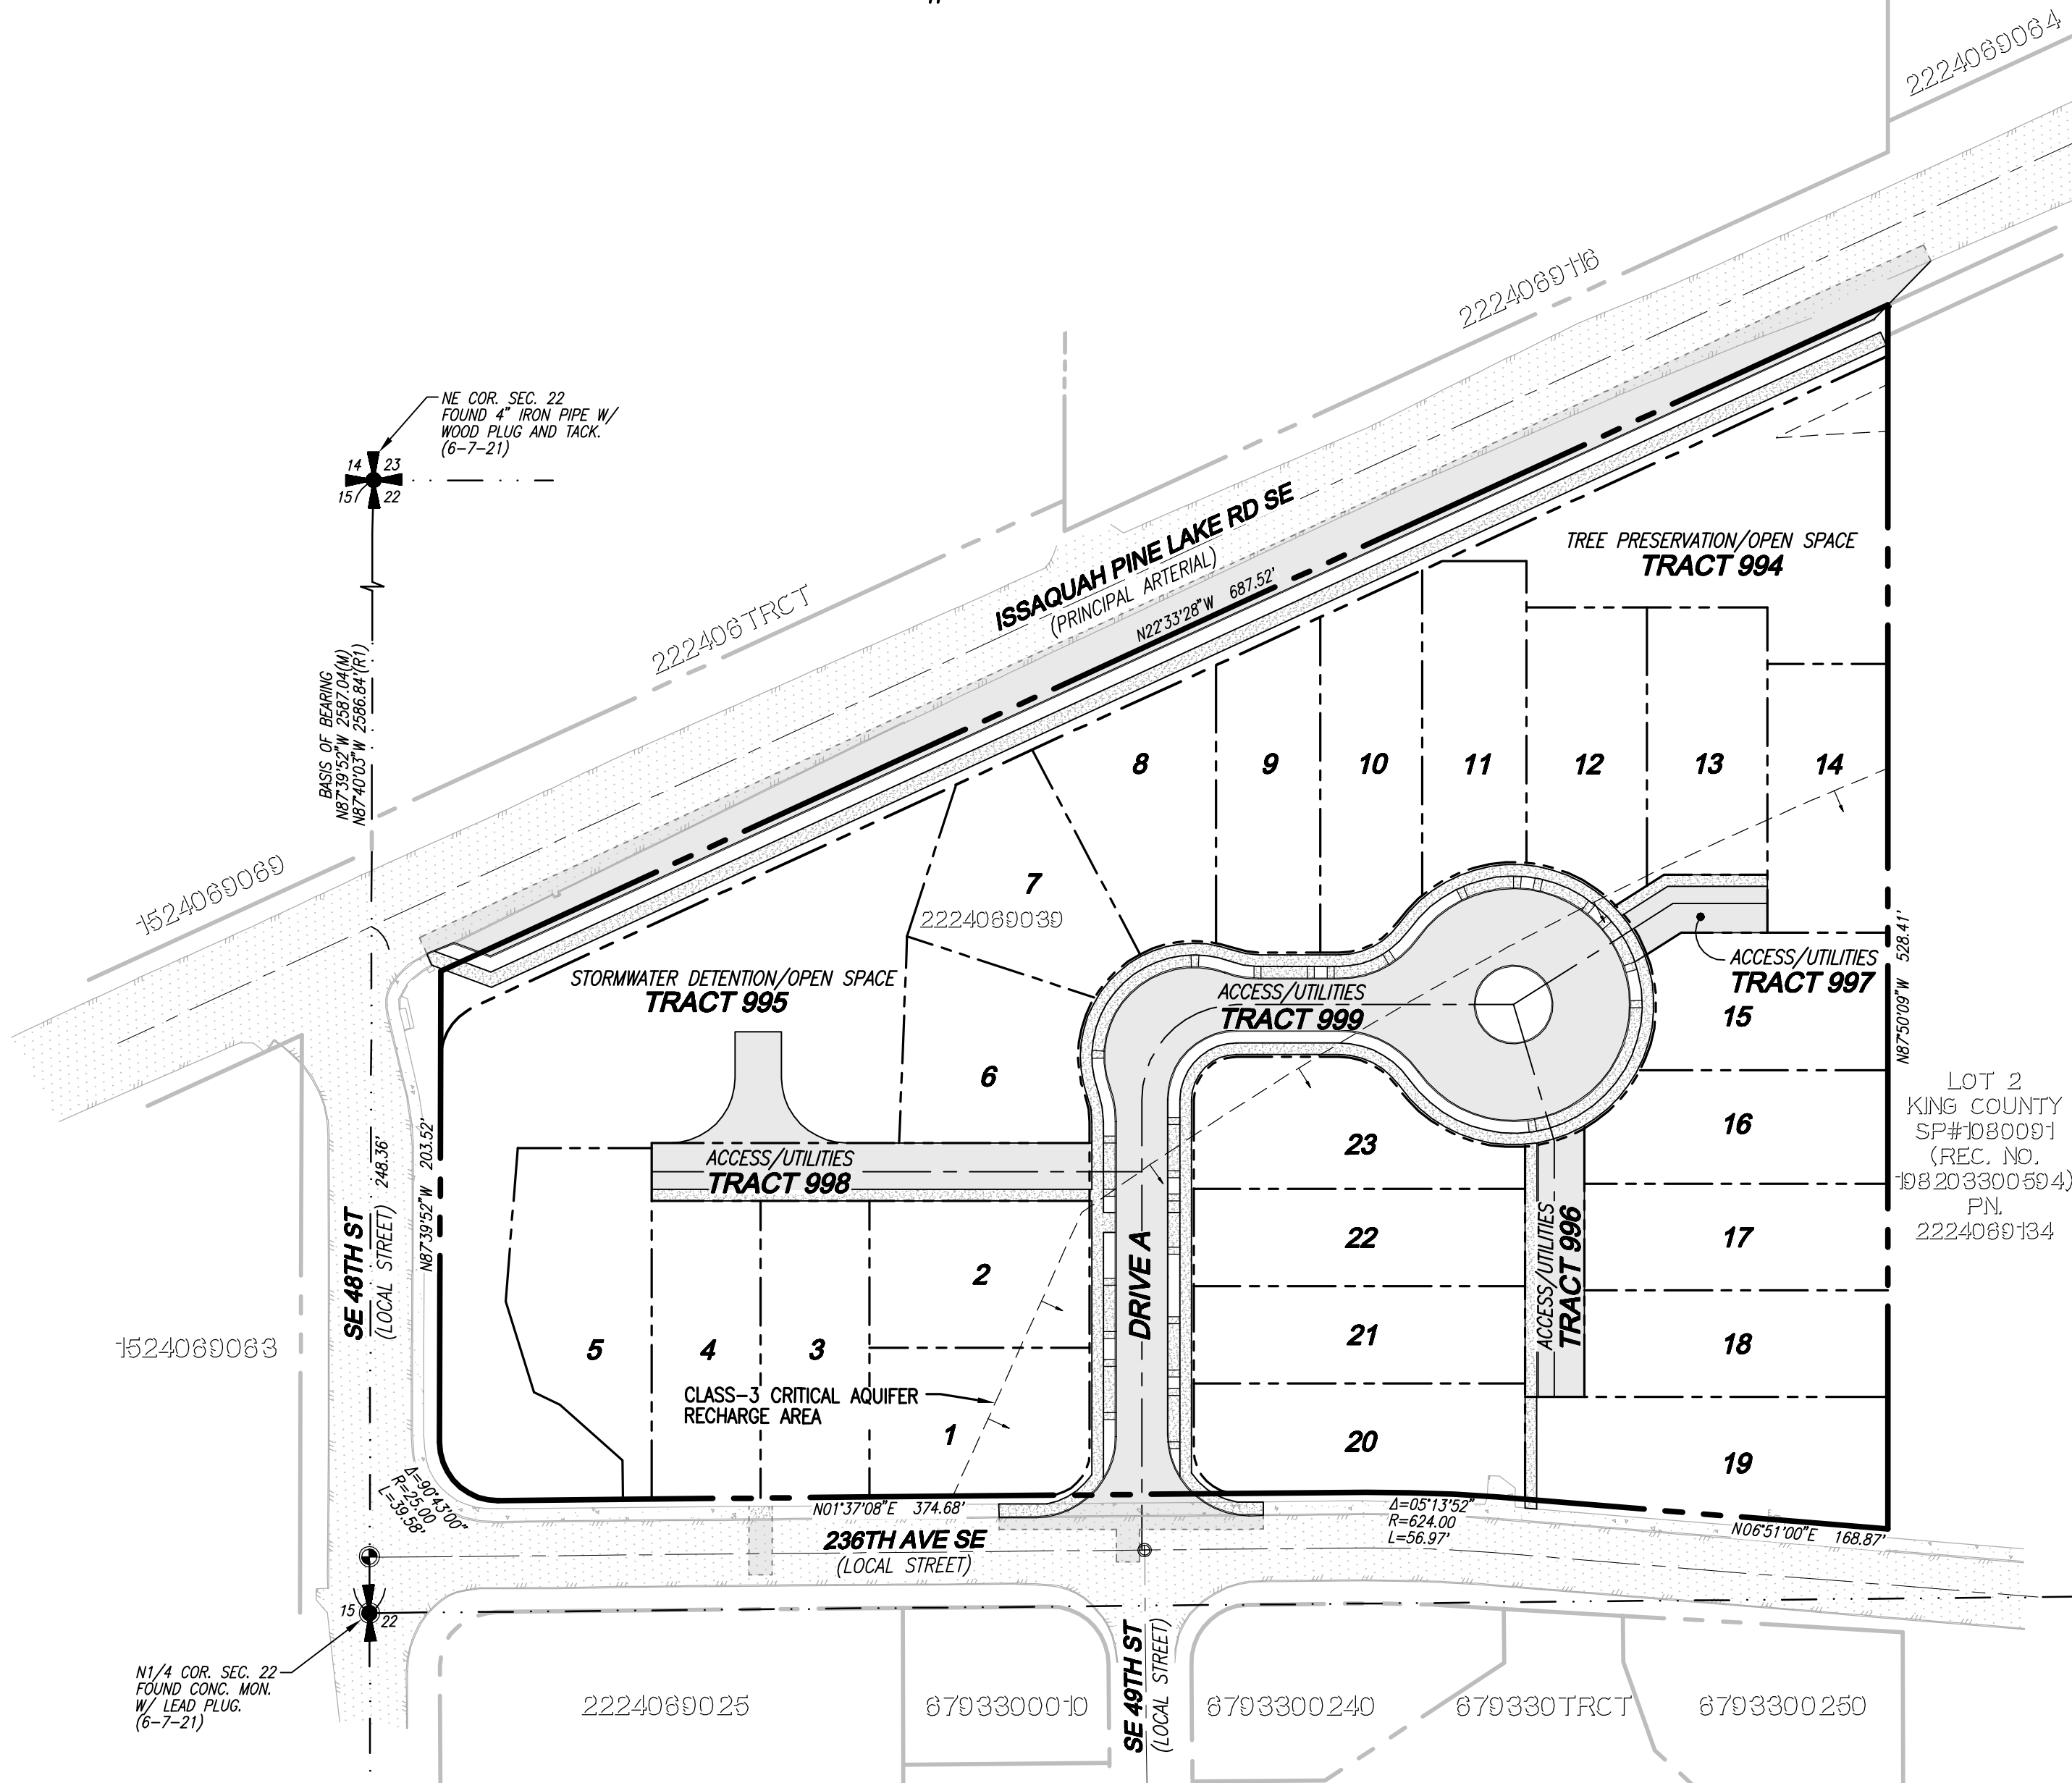 2224069064
2224069116
NE COR. SEC. 22
FOUND 4" IRON PIPE W/
WOOD PLUG AND TACK.
(6-7-21)
14 23
15 22
ISSAQUAH PINE LAKE RD SE
(PRINCIPAL ARTERIAL)
N22°33'28"W 687.52'
TREE PRESERVATION/OPEN SPACE
TRACT 994
222406TRCT
BASIS OF BEARING
N87°39'52"W 2587.04(M)
N87°40'03"W 2586.84'(R1)
8
9
10
11
12
13
14
1524069069
7
2224069039
STORMWATER DETENTION/OPEN SPACE
TRACT 995
ACCESS/UTILITIES
TRACT 999
ACCESS/UTILITIES
TRACT 997
N87°50'09"W 528.41'
15
6
LOT 2
KING COUNTY
SP#1080091
(REC. NO.
198203300594)
PN.
2224069134
16
23
ACCESS/UTILITIES
TRACT 998
SE 48TH ST
(LOCAL STREET)
248.36'
N87°39'52"W 203.52'
22
17
ACCESS/UTILITIES
TRACT 996
2
DRIVE A
1524069063
5
4
3
21
18
CLASS-3 CRITICAL AQUIFER
RECHARGE AREA
1
20
19
Δ=90°43'00"
R=25.00
L=39.58'
N01°37'08"E 374.68'
Δ=05°13'52"
R=624.00
L=56.97'
N06°51'00"E 168.87'
236TH AVE SE
(LOCAL STREET)
15
22
N1/4 COR. SEC. 22
FOUND CONC. MON.
W/ LEAD PLUG.
(6-7-21)
SE 49TH ST
(LOCAL STREET)
2224069025
6793300010
6793300240
679330TRCT
6793300250